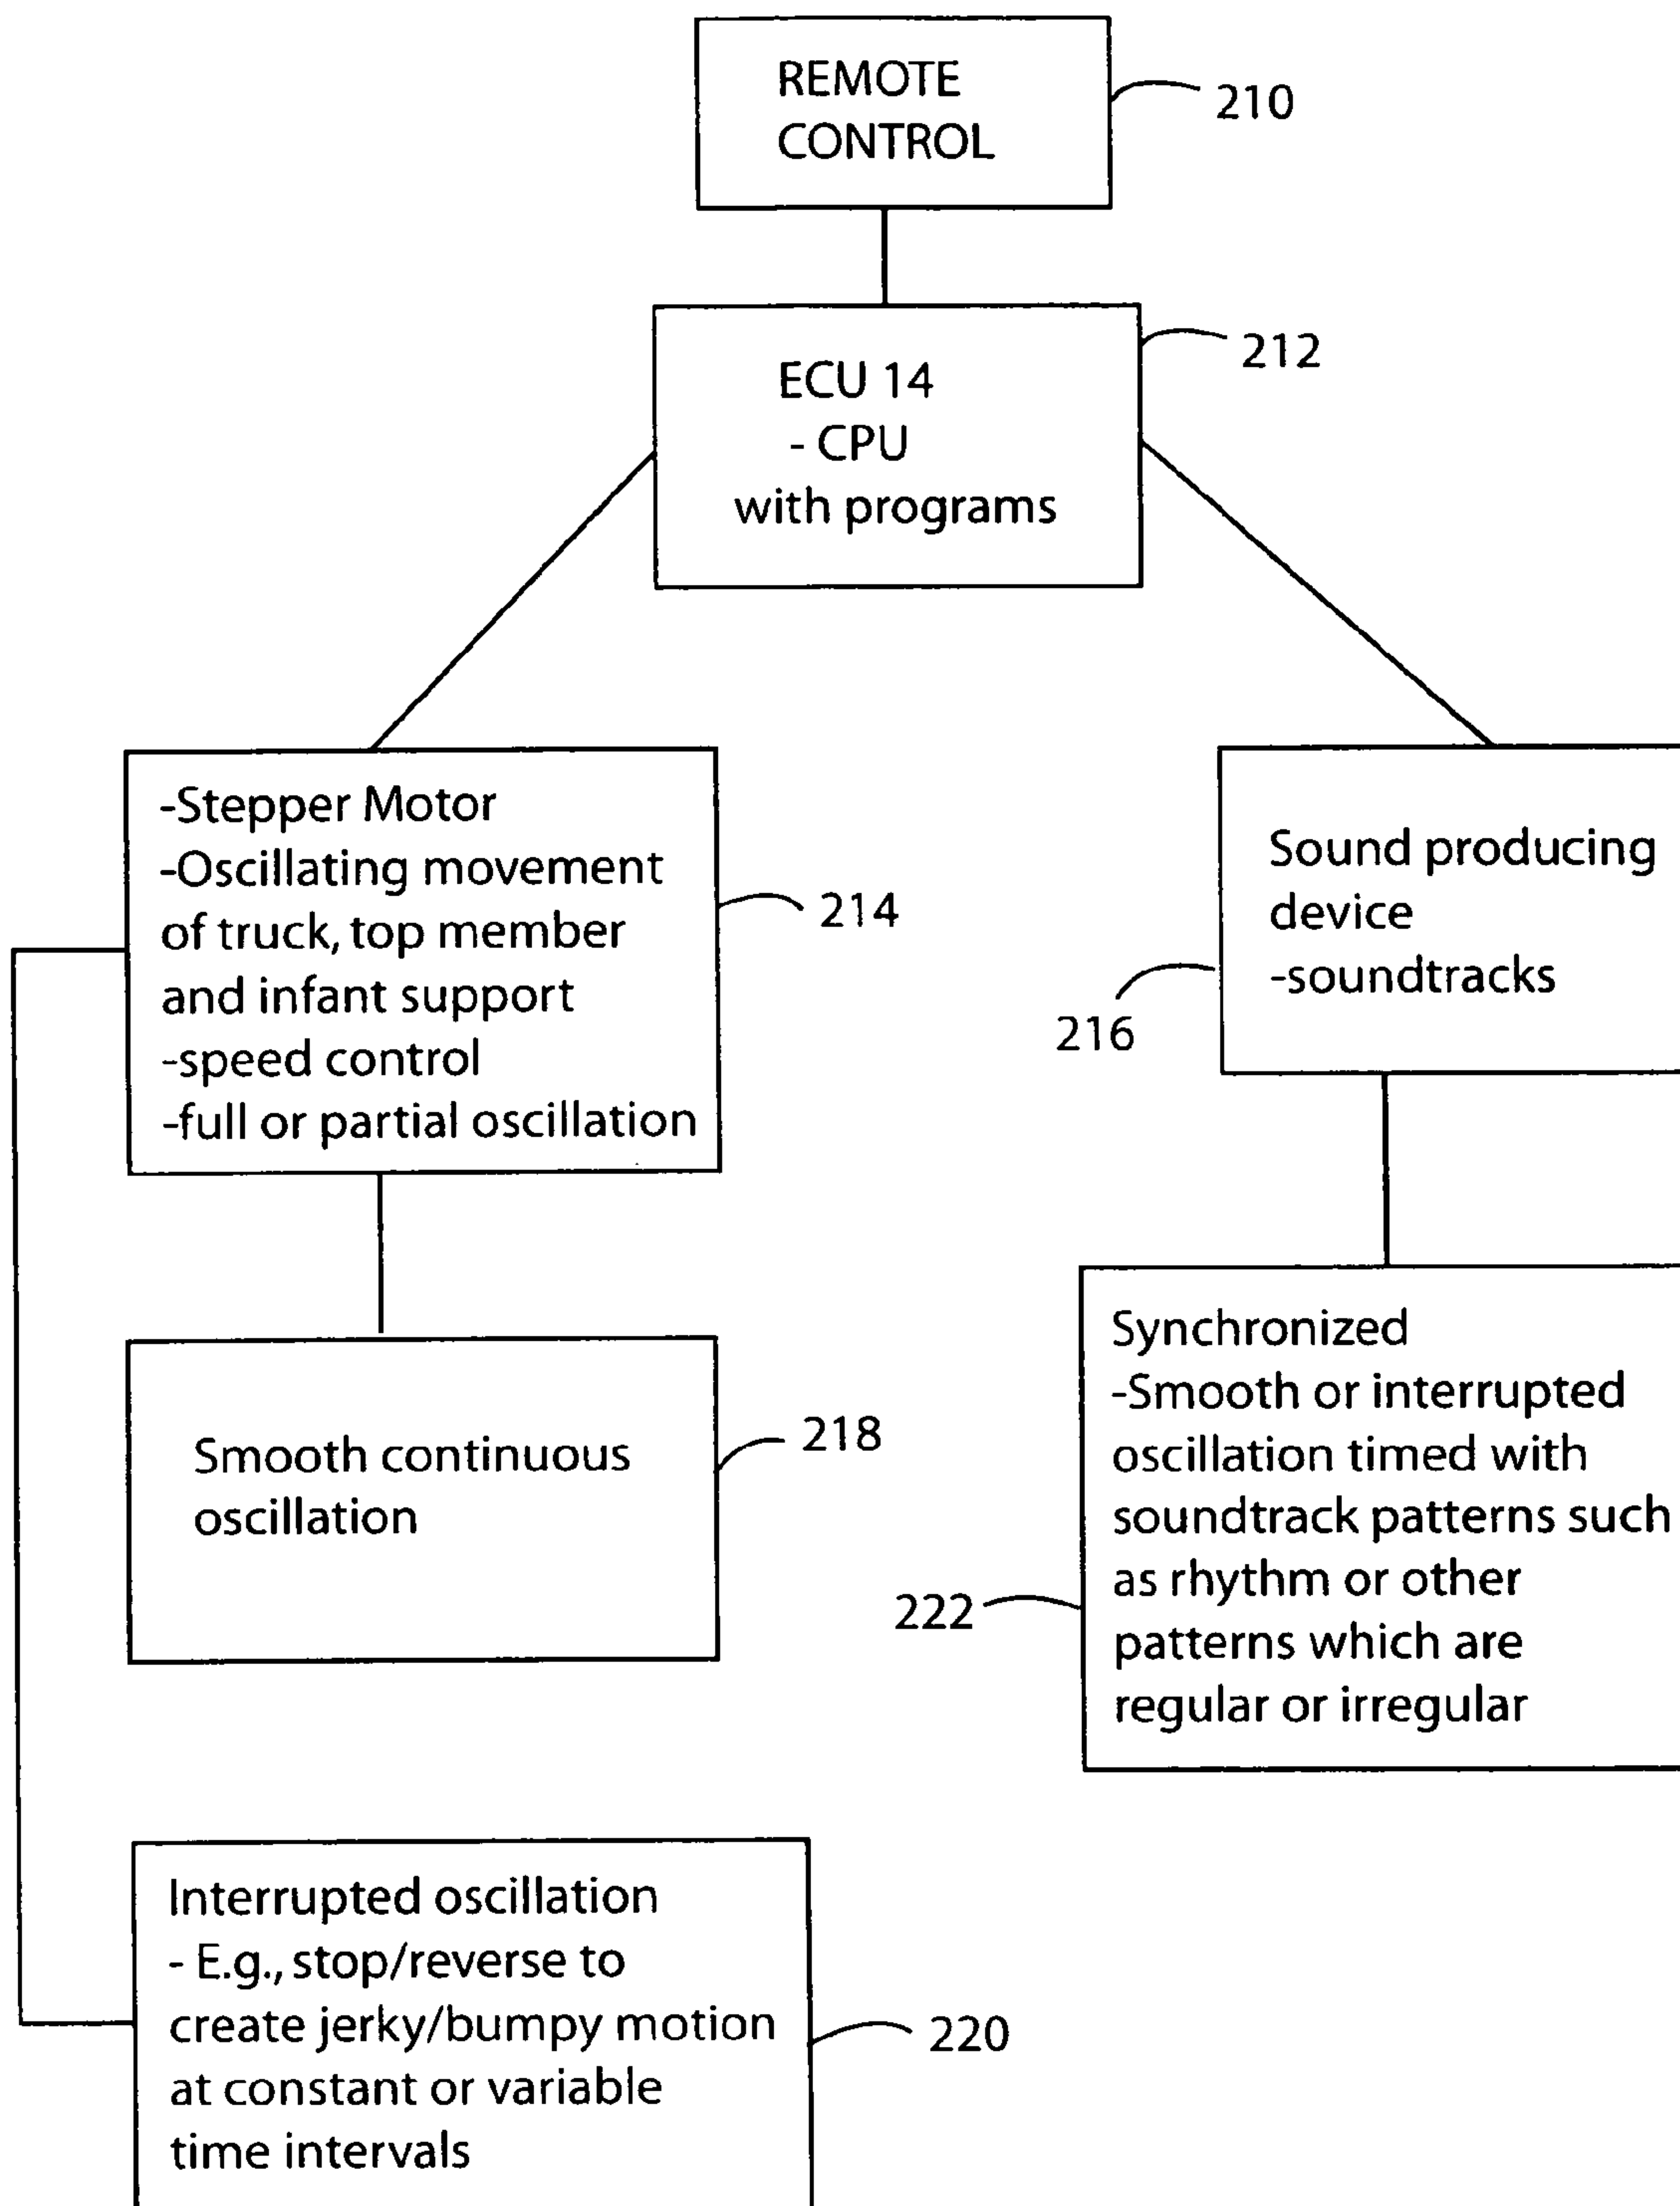 REMOTE
CONTROL
210
ECU 14
- CPU
with programs
212
-Stepper Motor
-Oscillating movement
of truck, top member
and infant support
-speed control
-full or partial oscillation
214
Sound producing
device
-soundtracks
216
Smooth continuous
oscillation
218
Synchronized
-Smooth or interrupted
oscillation timed with
soundtrack patterns such
as rhythm or other
patterns which are
regular or irregular
222
Interrupted oscillation
- E.g., stop/reverse to
create jerky/bumpy motion
at constant or variable
time intervals
220